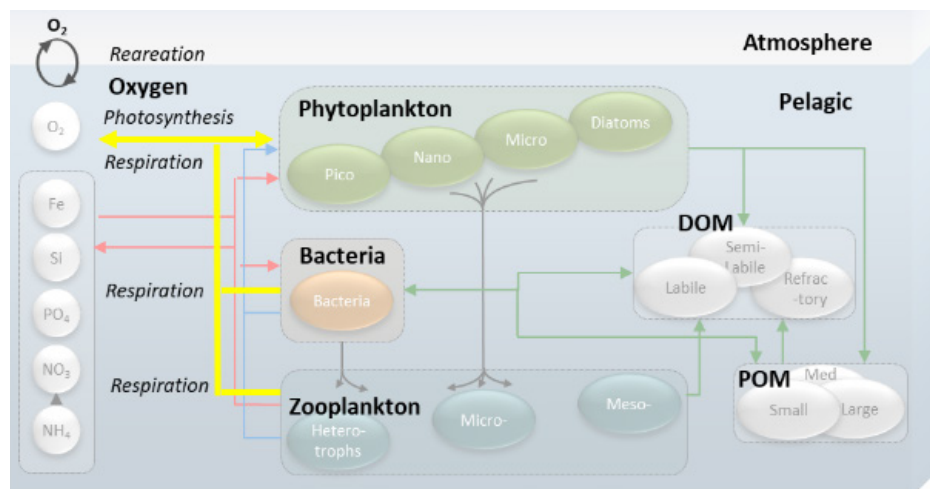 O₂
Reareation
Atmosphere
Oxygen
Photosynthesis
Phytoplankton
Pelagic
O₂
Respiration
Pico
Nano
Micro
Diatoms
Fe
SI
PO₄
NO₃
NH₄
Bacteria
Respiration
Bacteria
DOM
Semi-
Labile
Labile
Refrac
-tory
Respiration
Zooplankton
Hetero-
trophs
Micro-
Meso-
POM
Med
Small
Large